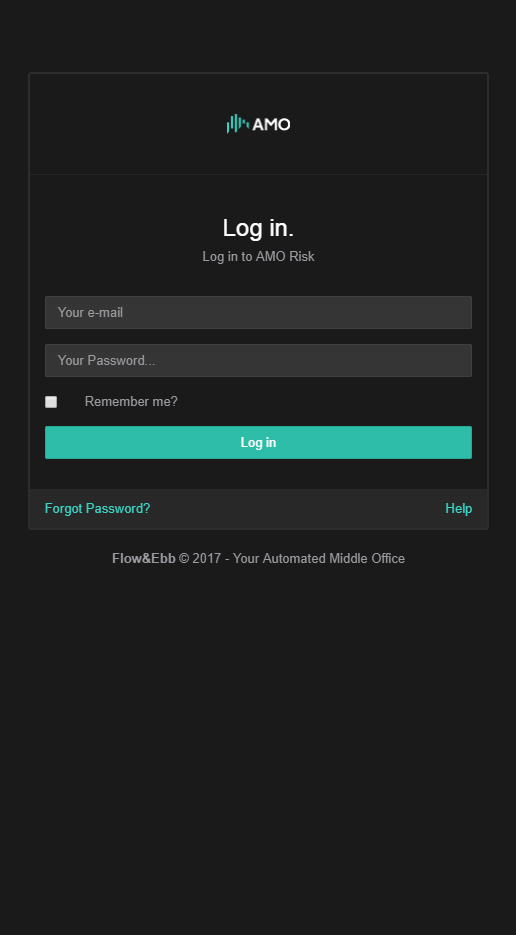 AMO
Log in.
Log in to AMO Risk
Your e-mail
Your Password...
Remember me?
Log in
Forgot Password? Help
Flow&Ebb © 2017 - Your Automated Middle Office